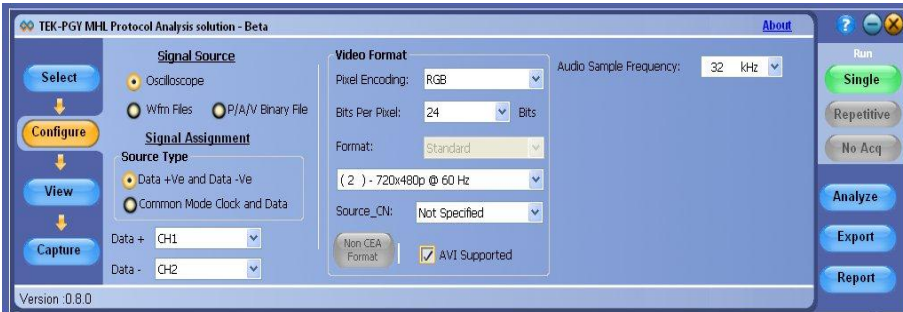 TEK-PGY MHL Protocol Analysis solution - Beta
About
?
Select
Configure
View
Capture
Signal Source
Oscilloscope
Wfm Files
P/A/V Binary File
Signal Assignment
Source Type
Data +Ve and Data -Ve
Common Mode Clock and Data
Data + CH1
Data - CH2
Video Format
Pixel Encoding: RGB
Bits Per Pixel: 24 Bits
Format: Standard
( 2 ) - 720x480p @ 60 Hz
Source_CN: Not Specified
Non CEA
Format
AVI Supported
Audio Sample Frequency: 32 kHz
Run
Single
Repetitive
No Acq
Analyze
Export
Report
Version :0.8.0